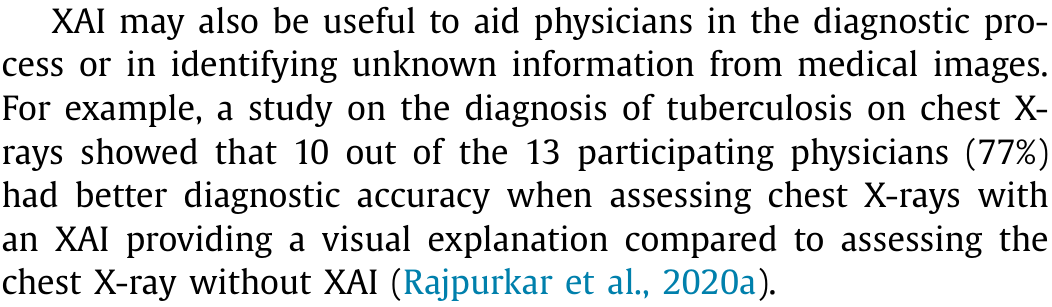 XAI may also be useful to aid physicians in the diagnostic pro-
cess or in identifying unknown information from medical images.
For example, a study on the diagnosis of tuberculosis on chest X-
rays showed that 10 out of the 13 participating physicians (77%)
had better diagnostic accuracy when assessing chest X-rays with
an XAI providing a visual explanation compared to assessing the
chest X-ray without XAI (Rajpurkar et al., 2020a).